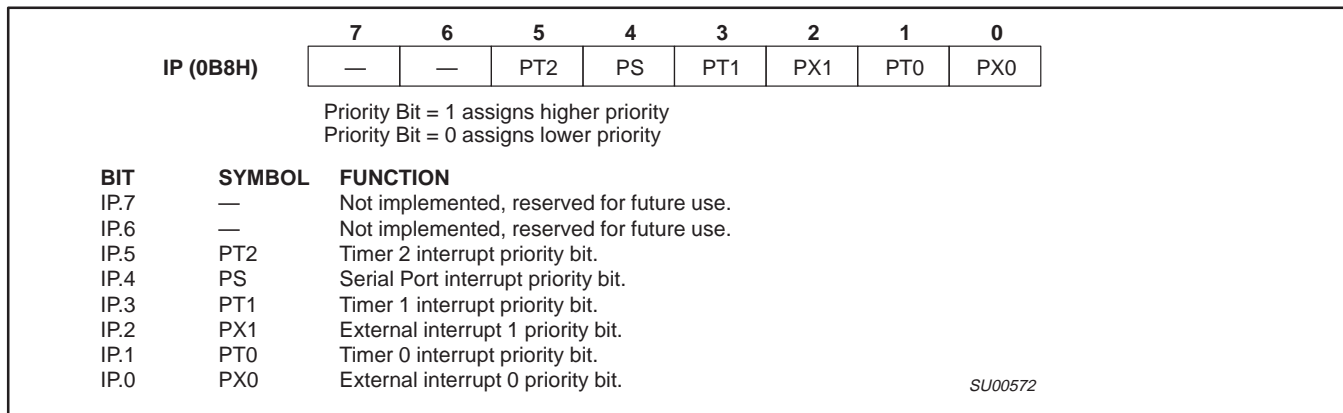 7 6 5 4 3 2 1 0
IP (0B8H) — — PT2 PS PT1 PX1 PT0 PX0
Priority Bit = 1 assigns higher priority
Priority Bit = 0 assigns lower priority
BIT SYMBOL FUNCTION
IP.7 — Not implemented, reserved for future use.
IP.6 — Not implemented, reserved for future use.
IP.5 PT2 Timer 2 interrupt priority bit.
IP.4 PS Serial Port interrupt priority bit.
IP.3 PT1 Timer 1 interrupt priority bit.
IP.2 PX1 External interrupt 1 priority bit.
IP.1 PT0 Timer 0 interrupt priority bit.
IP.0 PX0 External interrupt 0 priority bit.
SU00572